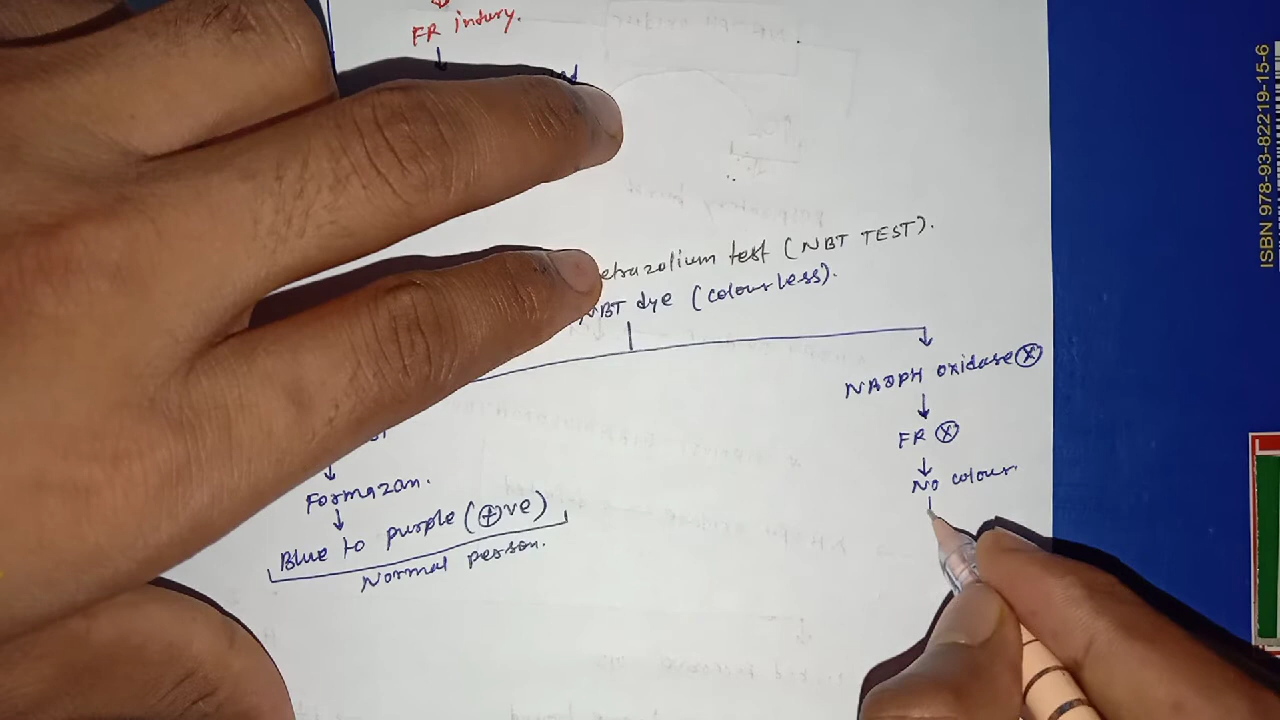 FR injury.
etrazolium test (NBT TEST).
NBT dye (colourless).
NADPH oxidase ⓧ
FR ⓧ
No colour.
Formazan.
Blue to purple (⊕ve)
Normal person.
ISBN 978-93-82219-15-6